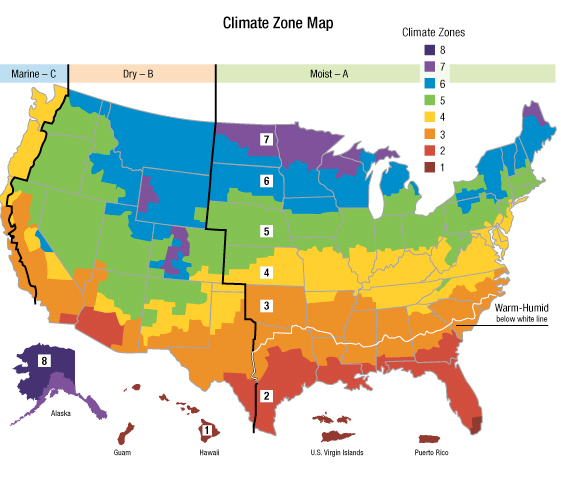 Climate Zone Map
Climate Zones
8
7
6
5
4
3
2
1
Marine – C
Dry – B
Moist – A
7
6
5
4
3
2
Warm-Humid
below white line
8
Alaska
Guam
1
Hawaii
U.S. Virgin Islands
Puerto Rico